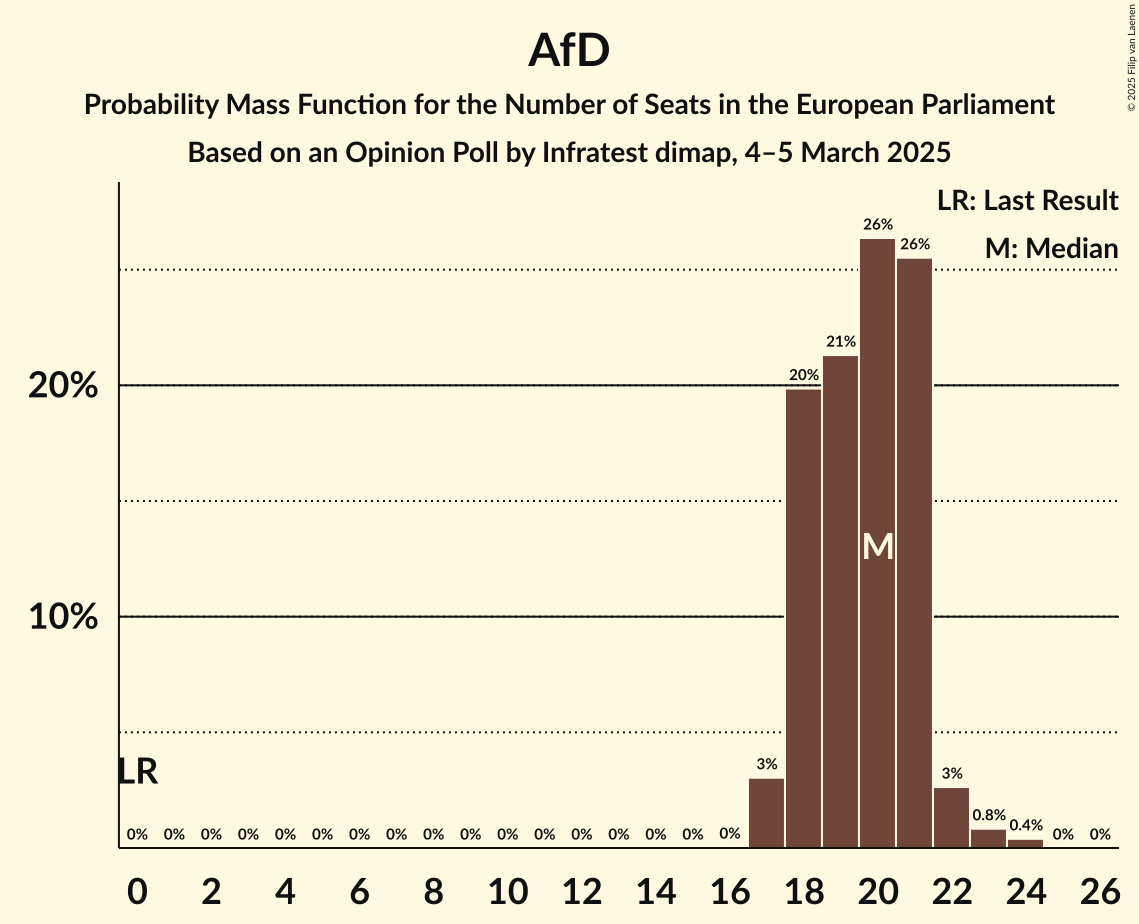 © 2025 Filip van Laenen
AfD
Probability Mass Function for the Number of Seats in the European Parliament
Based on an Opinion Poll by Infratest dimap, 4–5 March 2025
LR: Last Result
M: Median
26%
26%
21%
20%
20%
M
10%
LR
3%
3%
0.8%
0.4%
0% 0% 0% 0% 0% 0% 0% 0% 0% 0% 0% 0% 0% 0% 0% 0% 0% 0% 0%
0 2 4 6 8 10 12 14 16 18 20 22 24 26